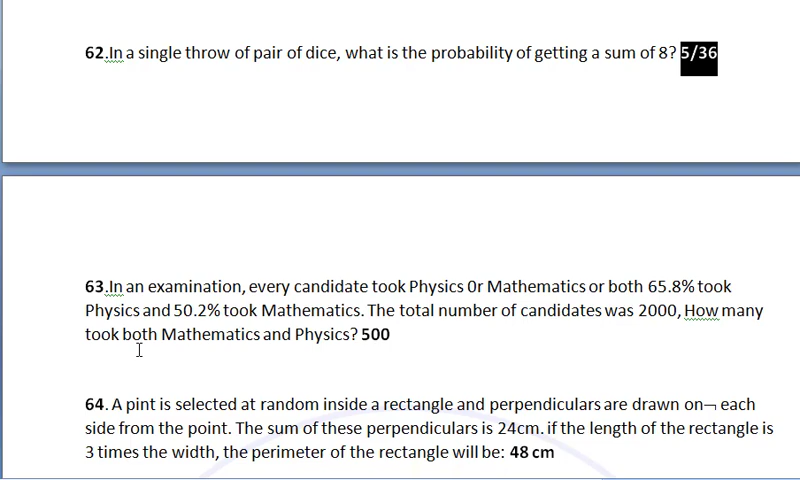 62.In a single throw of pair of dice, what is the probability of getting a sum of 8? 5/36
63.In an examination, every candidate took Physics 0r Mathematics or both 65.8% took
Physics and 50.2% took Mathematics. The total number of candidates was 2000, How many
took both Mathematics and Physics? 500
64. A pint is selected at random inside a rectangle and perpendiculars are drawn on¬ each
side from the point. The sum of these perpendiculars is 24cm. if the length of the rectangle is
3 times the width, the perimeter of the rectangle will be: 48 cm